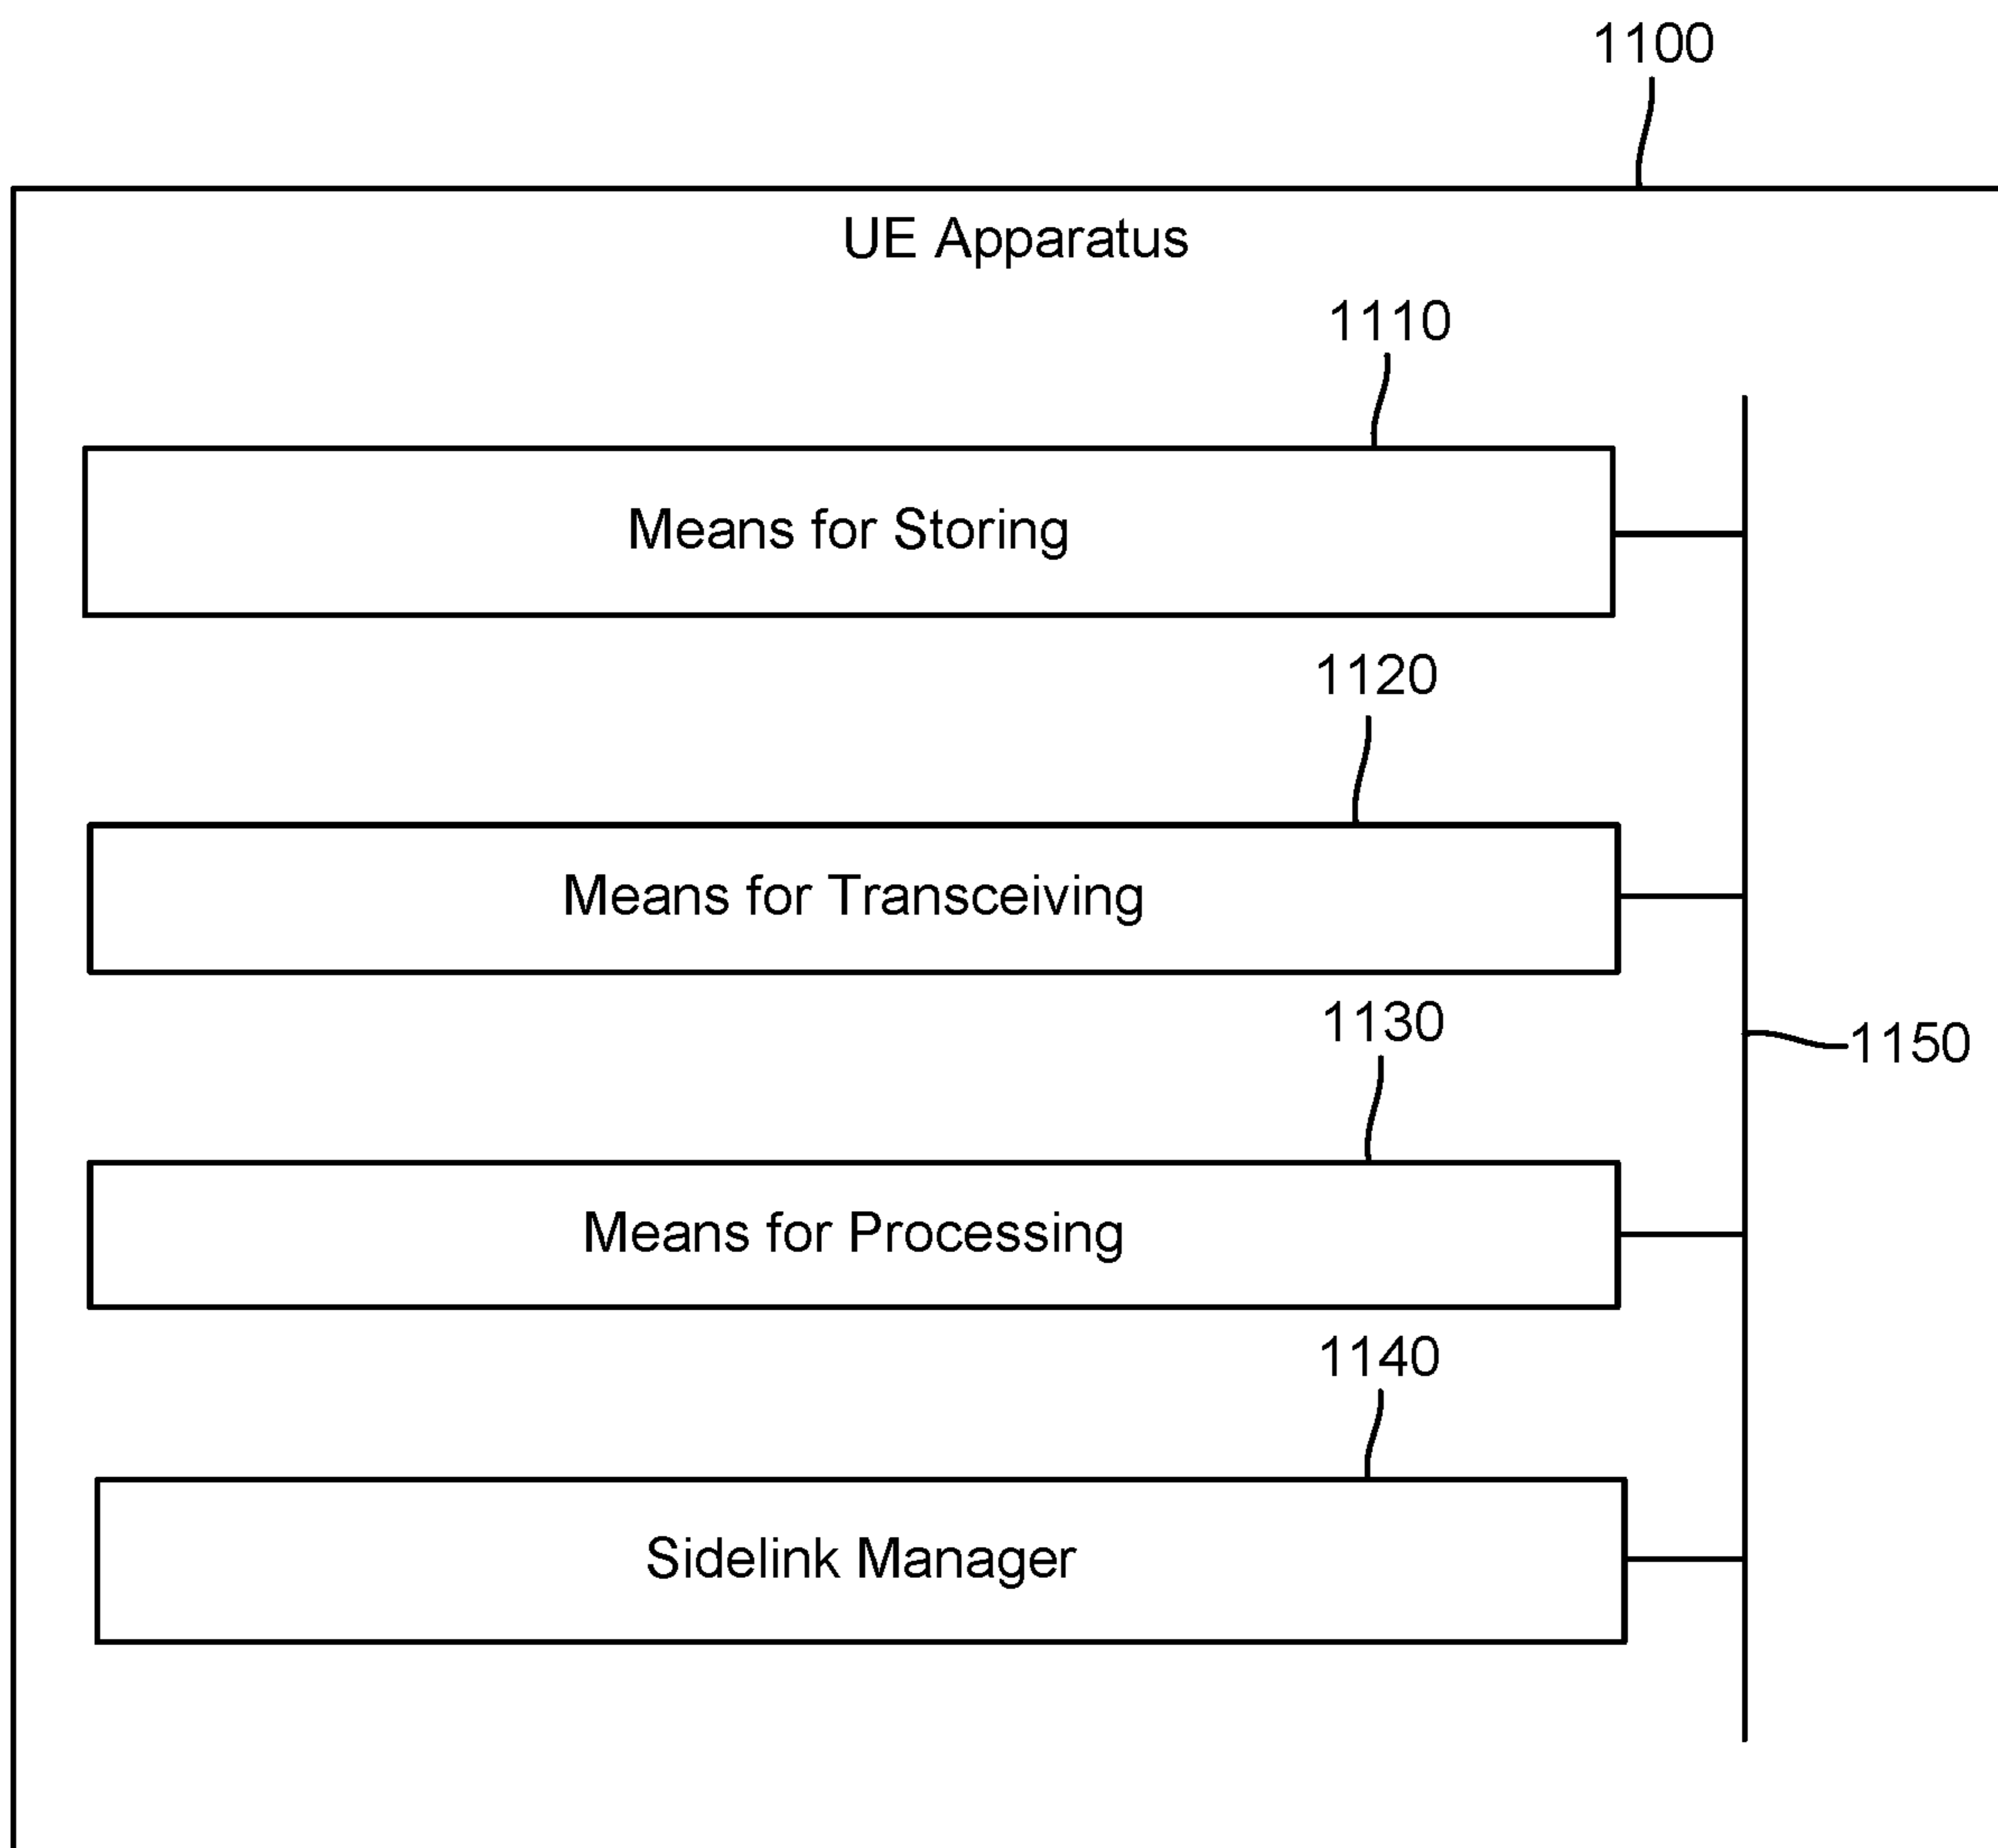 1100
UE Apparatus
1110
Means for Storing
1120
Means for Transceiving
1130
1150
Means for Processing
1140
Sidelink Manager